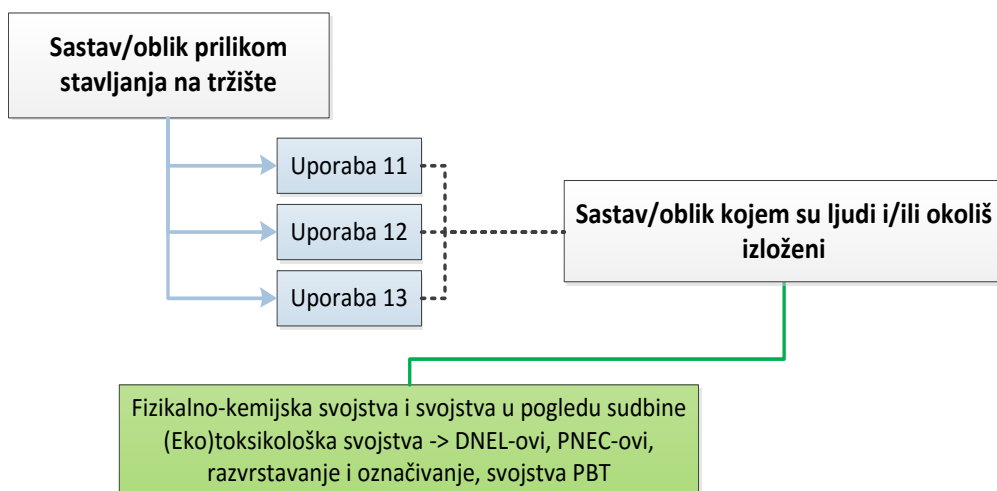 Sastav/oblik prilikom
stavljanja na tržište
Uporaba 11
Uporaba 12
Uporaba 13
Sastav/oblik kojem su ljudi i/ili okoliš
izloženi
Fizikalno-kemijska svojstva i svojstva u pogledu sudbine
(Eko)toksikološka svojstva -> DNEL-ovi, PNEC-ovi,
razvrstavanje i označivanje, svojstva PBT